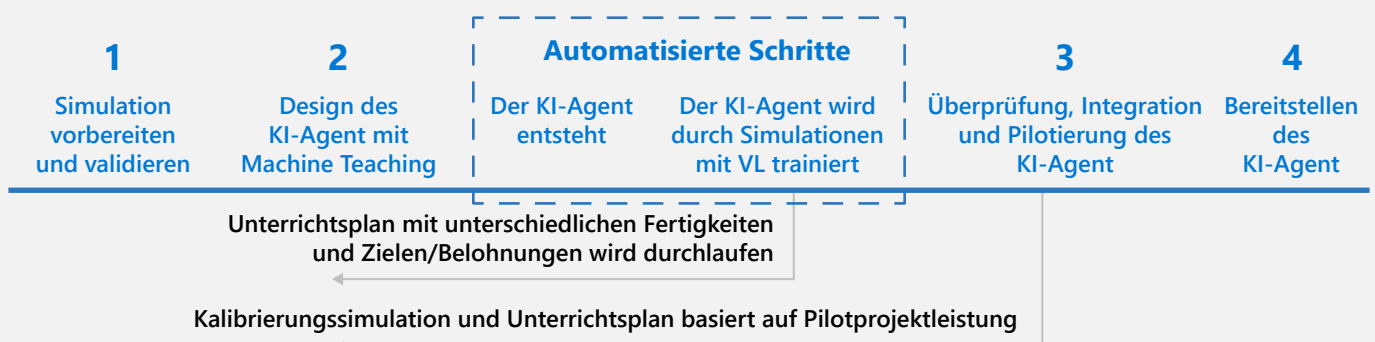 1
Simulation
vorbereiten
und validieren
2
Design des
KI-Agent mit
Machine Teaching
Automatisierte Schritte
Der KI-Agent
entsteht
Der KI-Agent wird
durch Simulationen
mit VL trainiert
3
Überprüfung, Integration
und Pilotierung des
KI-Agent
4
Bereitstellen
des
KI-Agent
Unterrichtsplan mit unterschiedlichen Fertigkeiten
und Zielen/Belohnungen wird durchlaufen
Kalibrierungssimulation und Unterrichtsplan basiert auf Pilotprojektleistung